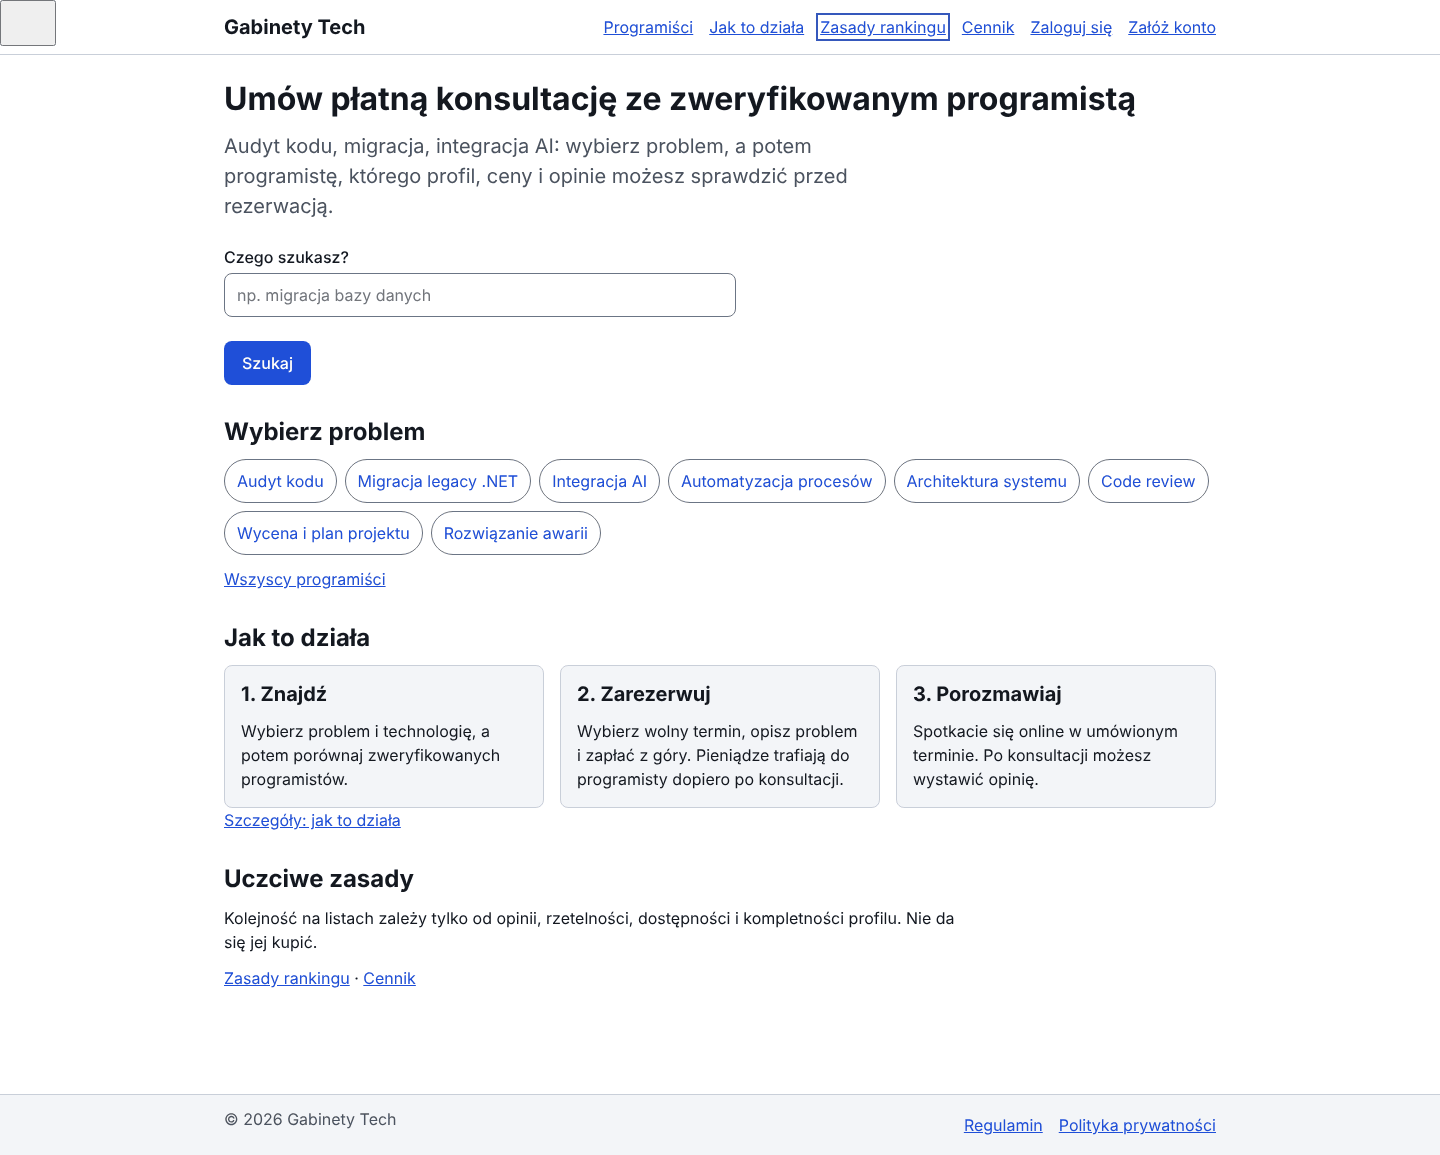 Gabinety Tech
Programiści Jak to działa Zasady rankingu Cennik Zaloguj się Załóż konto
Umów płatną konsultację ze zweryfikowanym programistą
Audyt kodu, migracja, integracja AI: wybierz problem, a potem
programistę, którego profil, ceny i opinie możesz sprawdzić przed
rezerwacją.
Czego szukasz?
np. migracja bazy danych
Szukaj
Wybierz problem
Audyt kodu Migracja legacy .NET Integracja AI Automatyzacja procesów Architektura systemu Code review
Wycena i plan projektu Rozwiązanie awarii
Wszyscy programiści
Jak to działa
1. Znajdź
Wybierz problem i technologię, a
potem porównaj zweryfikowanych
programistów.
2. Zarezerwuj
Wybierz wolny termin, opisz problem
i zapłać z góry. Pieniądze trafiają do
programisty dopiero po konsultacji.
3. Porozmawiaj
Spotkacie się online w umówionym
terminie. Po konsultacji możesz
wystawić opinię.
Szczegóły: jak to działa
Uczciwe zasady
Kolejność na listach zależy tylko od opinii, rzetelności, dostępności i kompletności profilu. Nie da
się jej kupić.
Zasady rankingu · Cennik
© 2026 Gabinety Tech
Regulamin Polityka prywatności